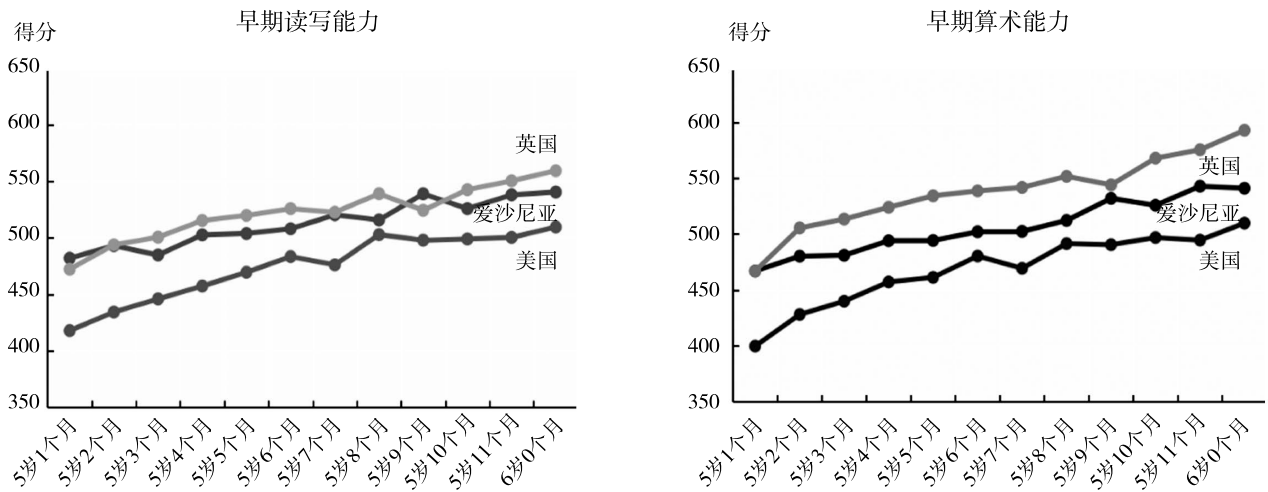 早期读写能力
得分
650
600
550
500
450
400
350
英国
爱沙尼亚
美国
5岁1个月
5岁2个月
5岁3个月
5岁4个月
5岁5个月
5岁6个月
5岁7个月
5岁8个月
5岁9个月
5岁10个月
5岁11个月
6岁0个月
早期算术能力
得分
650
600
550
500
450
400
350
英国
爱沙尼亚
美国
5岁1个月
5岁2个月
5岁3个月
5岁4个月
5岁5个月
5岁6个月
5岁7个月
5岁8个月
5岁9个月
5岁10个月
5岁11个月
6岁0个月